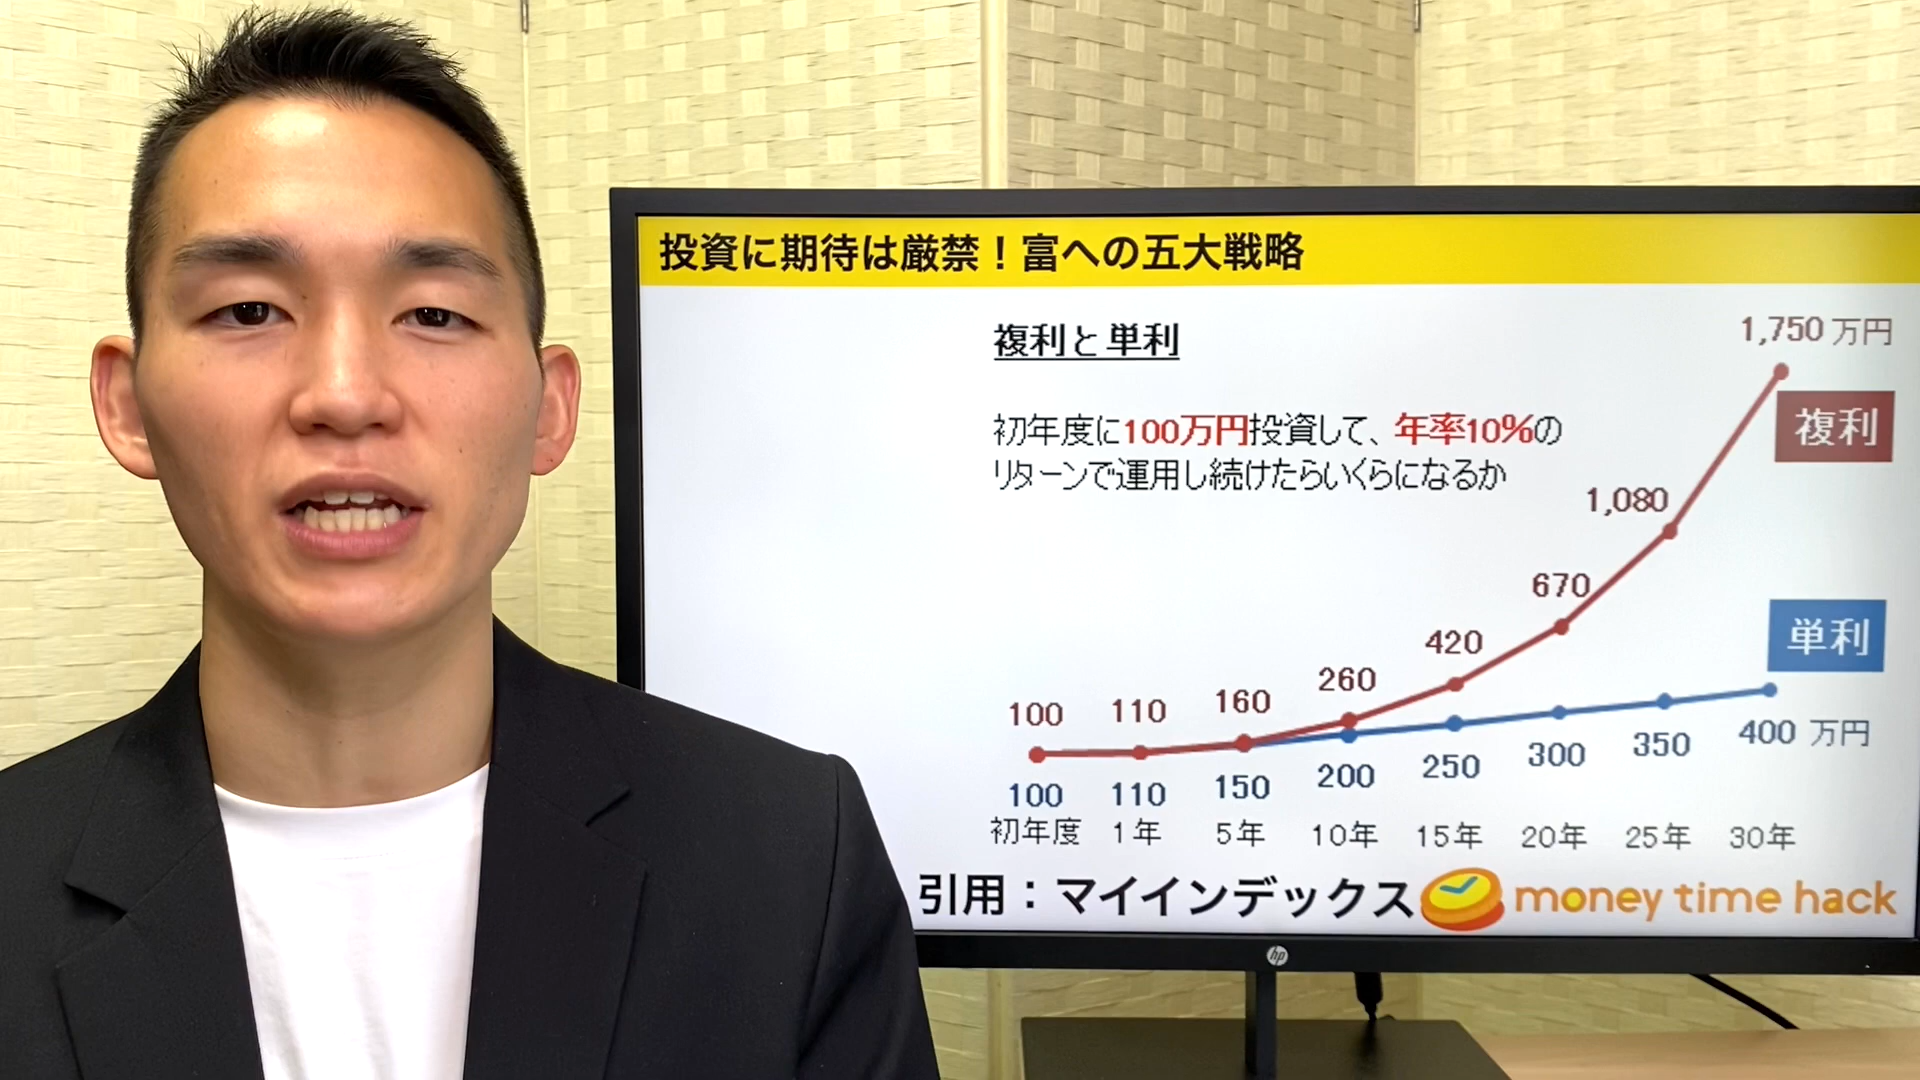 投資に期待は厳禁！富への五大戦略
複利と単利
初年度に100万円投資して、年率10%の
リターンで運用し続けたらいくらになるか
1,750 万円
複利
1,080
670
420
260
160
110
100
単利
100 110 150 200 250 300 350 400 万円
初年度 1年 5年 10年 15年 20年 25年 30年
引用：マイインデックス money time hack
hp